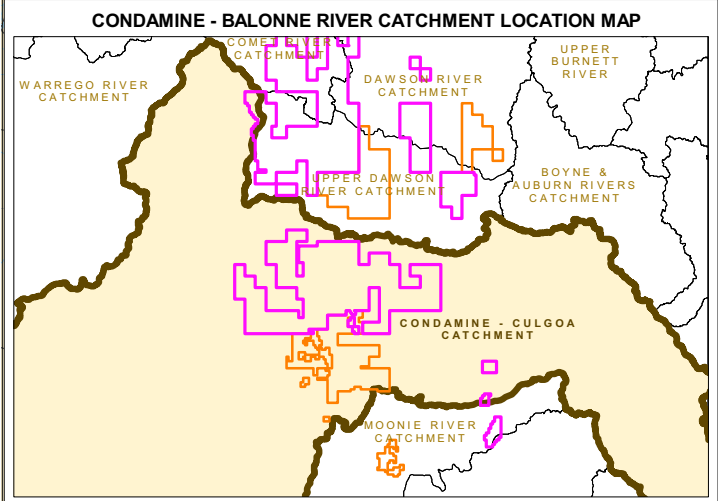 CONDAMINE - BALONNE RIVER CATCHMENT LOCATION MAP
COMET RIVER
CATCHMENT
UPPER
BURNETT
RIVER
WARREGO RIVER
CATCHMENT
DAWSON RIVER
CATCHMENT
UPPER DAWSON
RIVER CATCHMENT
BOYNE &
AUBURN RIVERS
CATCHMENT
CONDAMINE - CULGOA
CATCHMENT
MOONIE RIVER
CATCHMENT